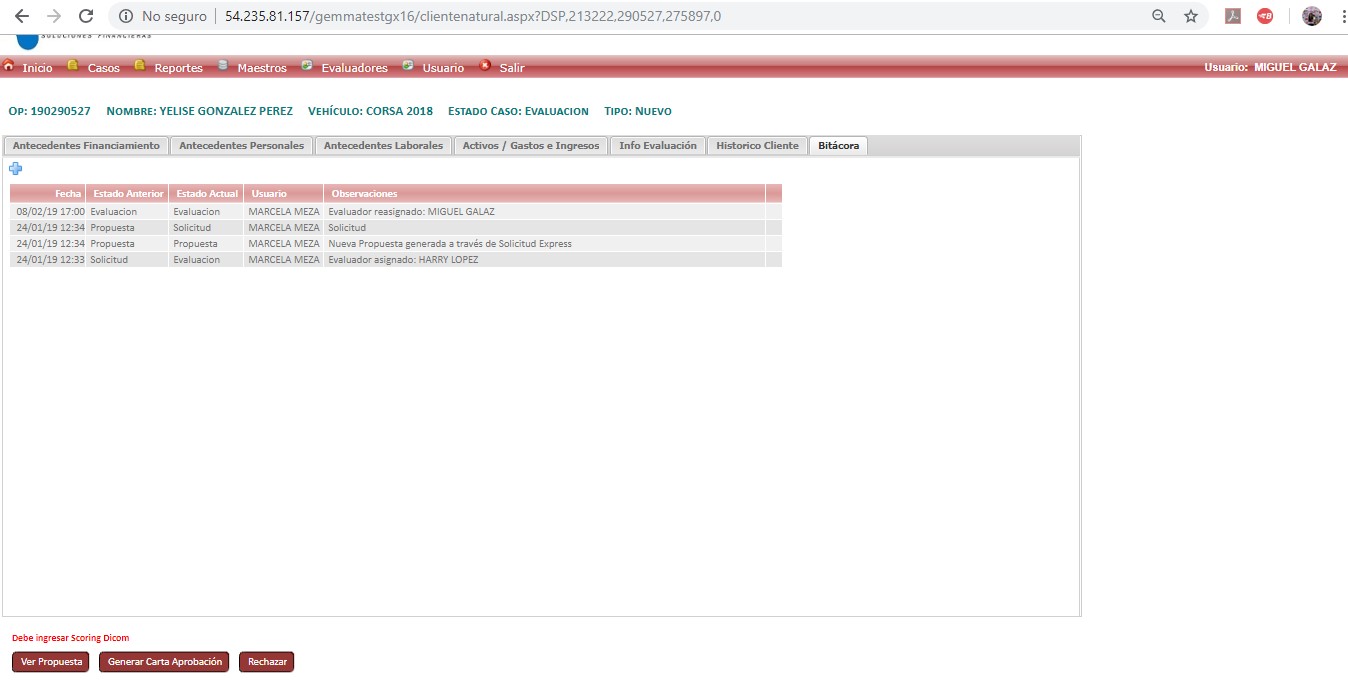 No seguro 54.235.81.157/gemmatestgx16/clientenatural.aspx?DSP,213222,290527,275897,0
SOLUCIONES FINANCIERAS
Inicio Casos Reportes Maestros Evaluadores Usuario Salir Usuario: MIGUEL GALAZ
OP: 190290527 NOMBRE: YELISE GONZALEZ PEREZ VEHÍCULO: CORSA 2018 ESTADO CASO: EVALUACION TIPO: NUEVO
Antecedentes Financiamiento Antecedentes Personales Antecedentes Laborales Activos / Gastos e Ingresos Info Evaluación Historico Cliente Bitácora
Fecha Estado Anterior Estado Actual Usuario Observaciones
08/02/19 17:00 Evaluacion Evaluacion MARCELA MEZA Evaluador reasignado: MIGUEL GALAZ
24/01/19 12:34 Propuesta Solicitud MARCELA MEZA Solicitud
24/01/19 12:34 Propuesta Propuesta MARCELA MEZA Nueva Propuesta generada a través de Solicitud Express
24/01/19 12:33 Solicitud Evaluacion MARCELA MEZA Evaluador asignado: HARRY LOPEZ
Debe ingresar Scoring Dicom
Ver Propuesta Generar Carta Aprobación Rechazar